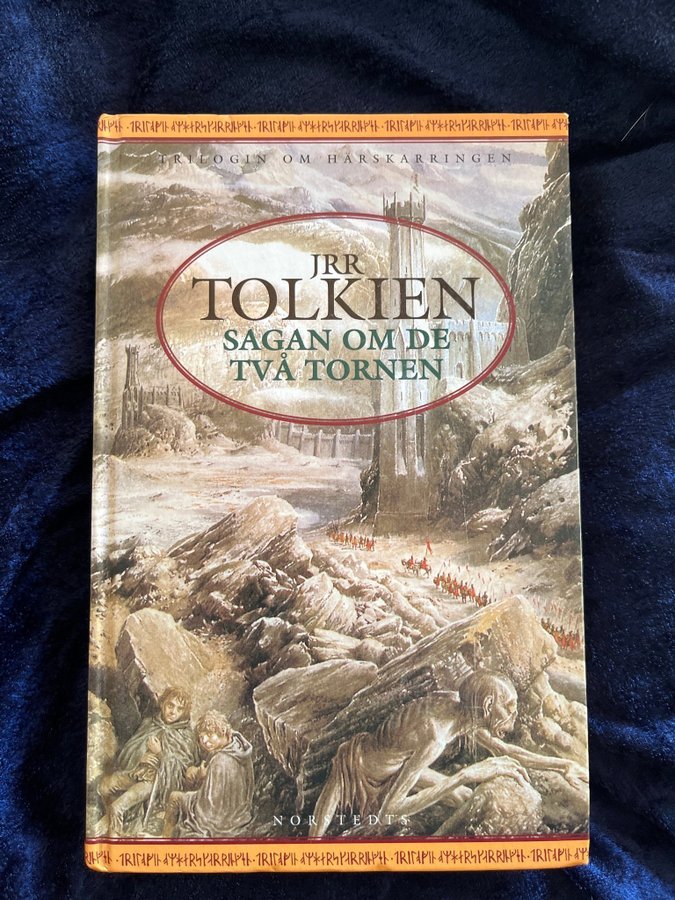 TRILOGIN OM HÄRSKARRINGEN
JRR
TOLKIEN
SAGAN OM DE
TVÅ TORNEN
NORSTEDTS